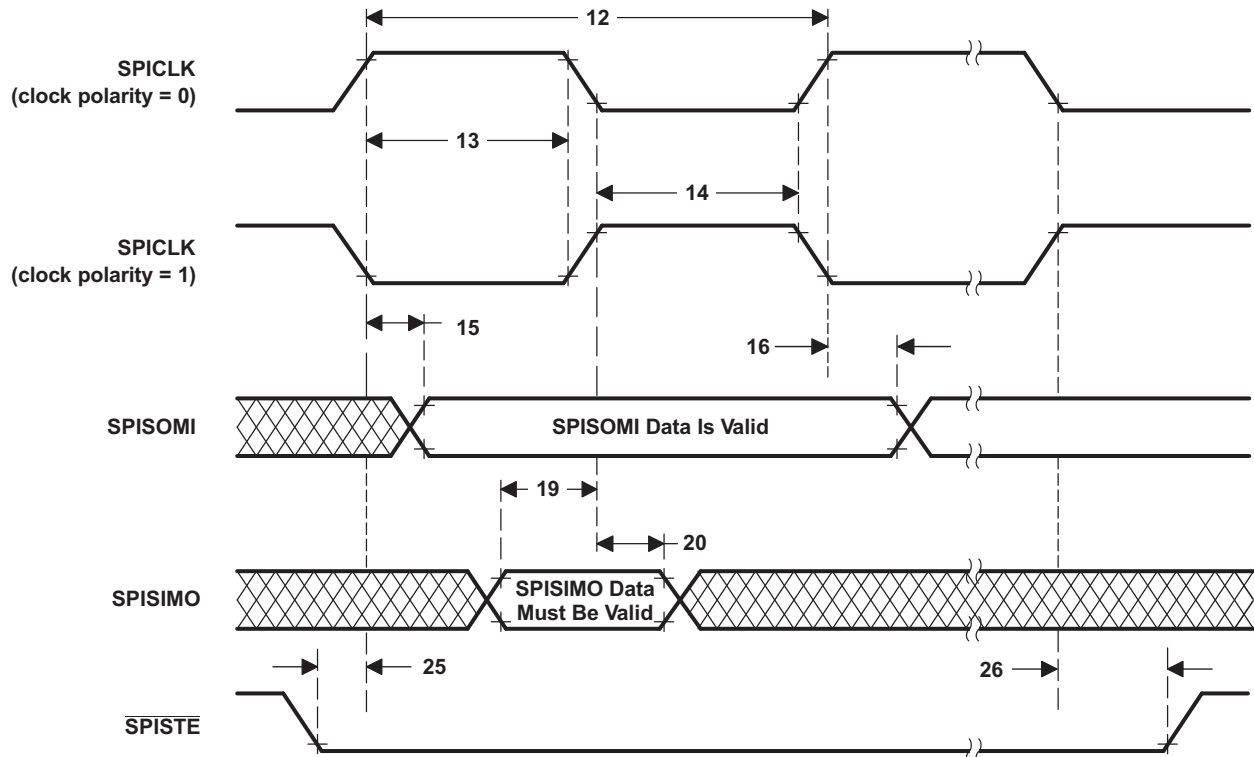 12
SPICLK
(clock polarity = 0)
13
14
SPICLK
(clock polarity = 1)
15
16
SPISOMI
SPISOMI Data Is Valid
19
20
SPISIMO
SPISIMO Data
Must Be Valid
25
26
SPISTE